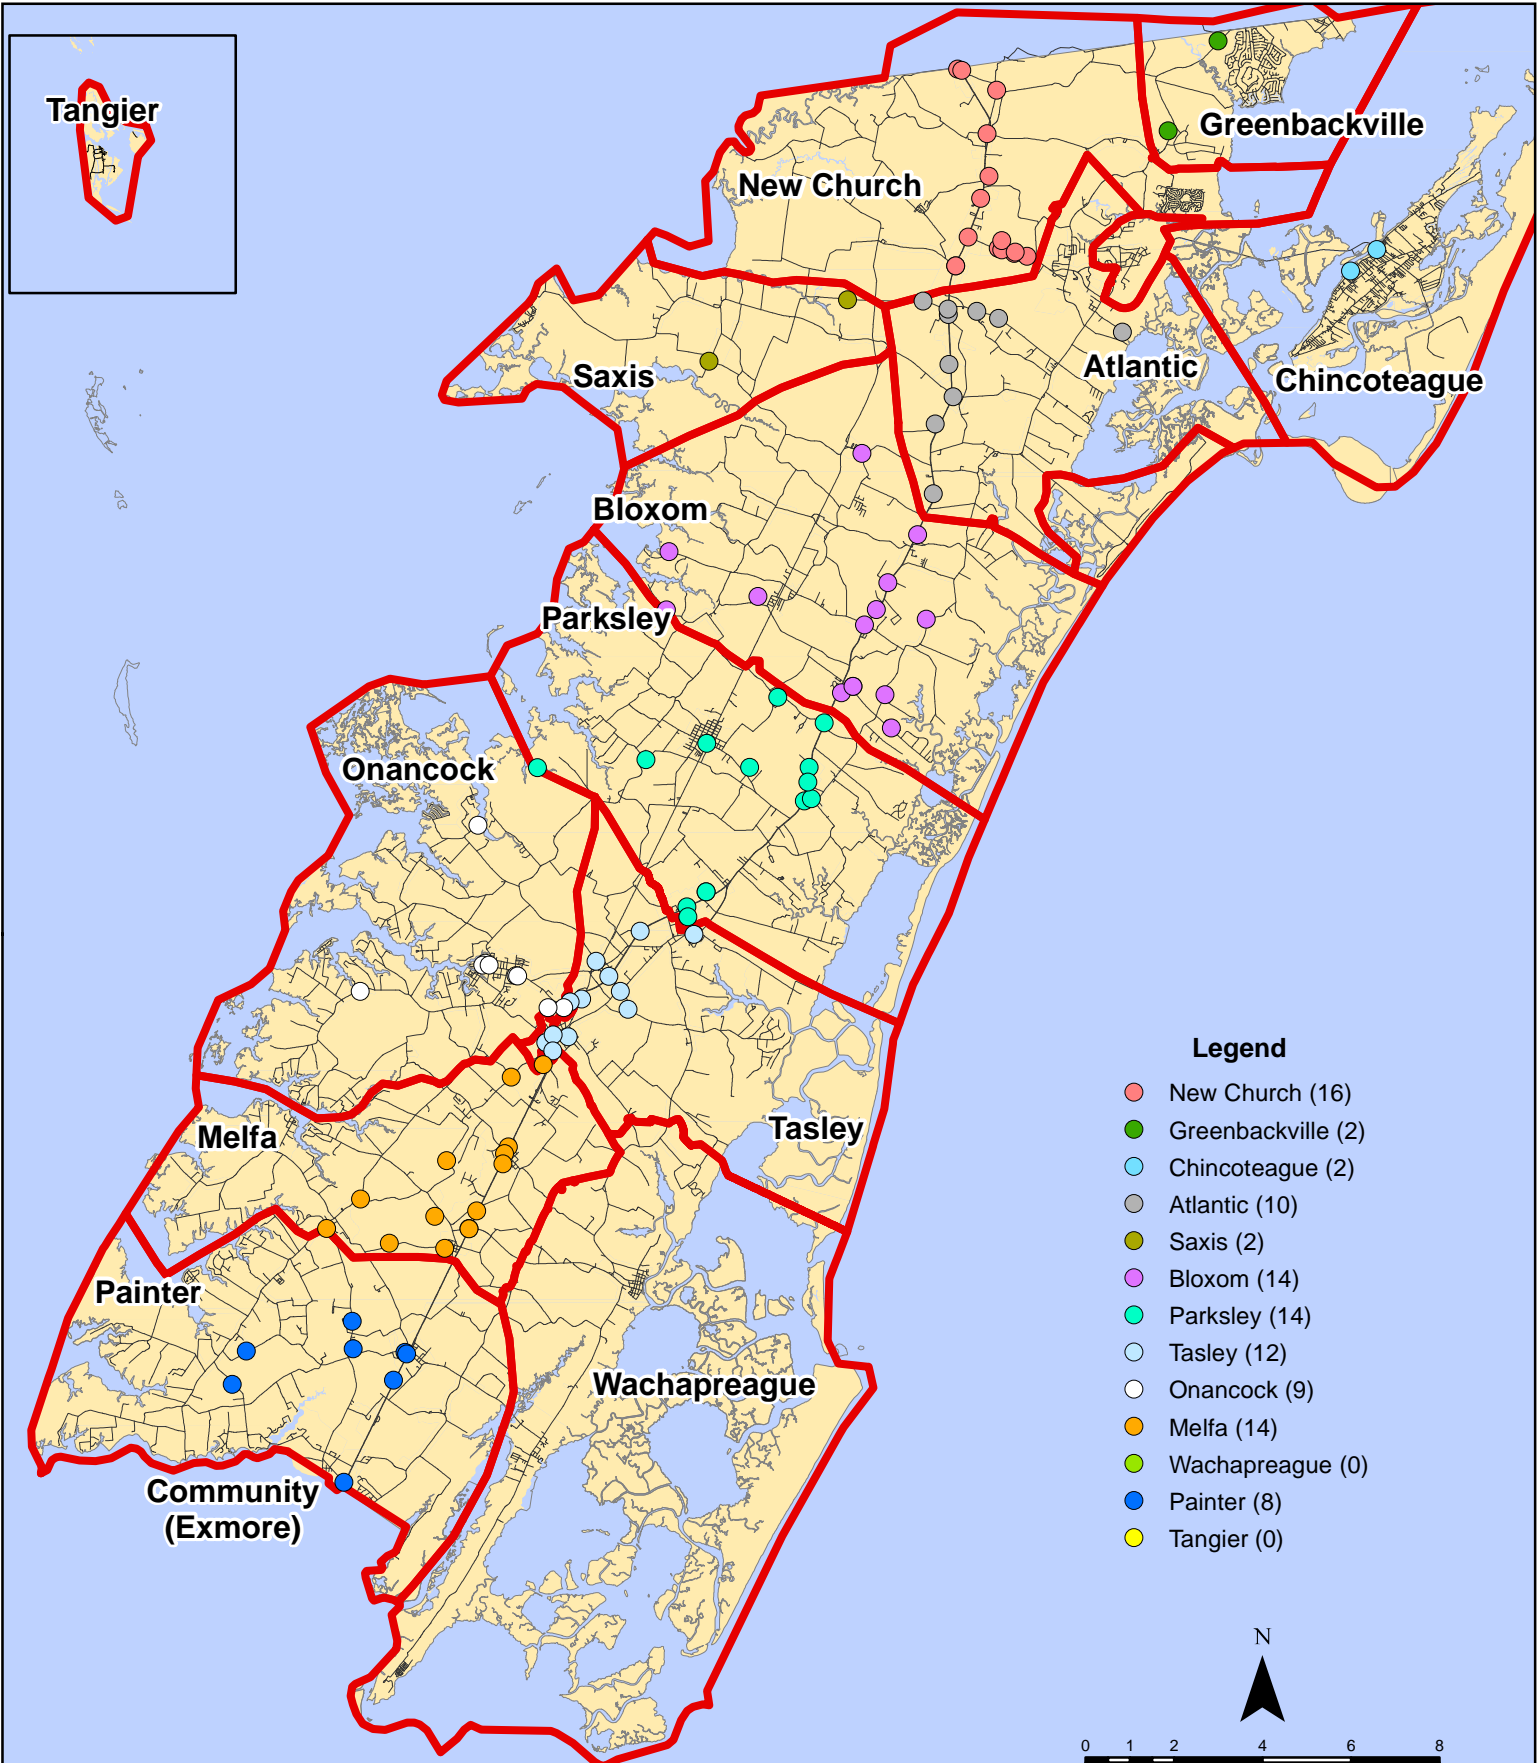 Tangier
Greenbackville
New Church
Saxis
Atlantic
Chincoteague
Bloxom
Parksley
Onancock
Melfa
Tasley
Painter
Wachapreague
Community
(Exmore)
Legend
New Church (16)
Greenbackville (2)
Chincoteague (2)
Atlantic (10)
Saxis (2)
Bloxom (14)
Parksley (14)
Tasley (12)
Onancock (9)
Melfa (14)
Wachapreague (0)
Painter (8)
Tangier (0)
N
0 1 2 4 6 8